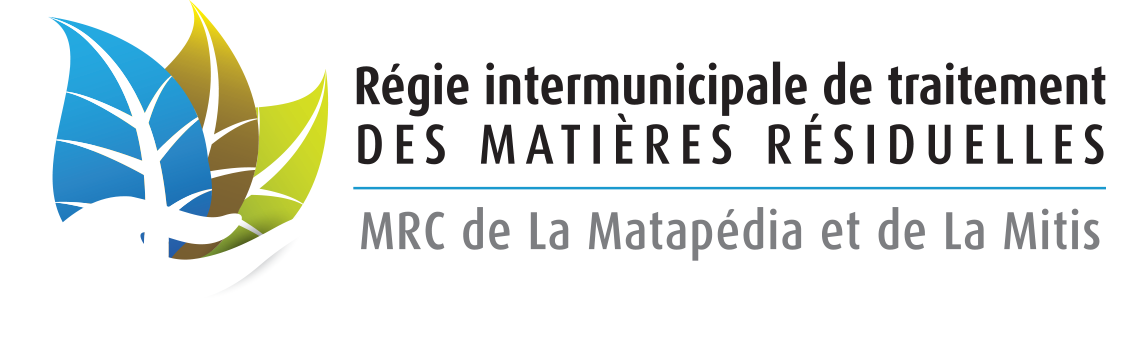 Régie intermunicipale de traitement
DES MATIÈRES RÉSIDUELLES
MRC de La Matapédia et de La Mitis